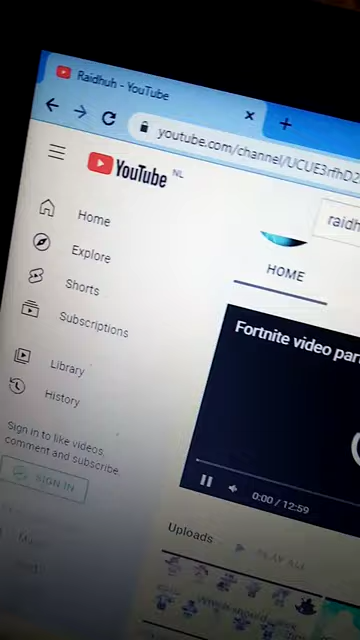 Raidhuh - YouTube
youtube.com/channel/UCUE3rfhD2
YouTube NL
raidh
Home
Explore
Shorts
Subscriptions
Library
History
Sign in to like videos,
comment and subscribe.
SIGN IN
HOME
Fortnite video par
0:00 / 12:59
Uploads
PLAY ALL